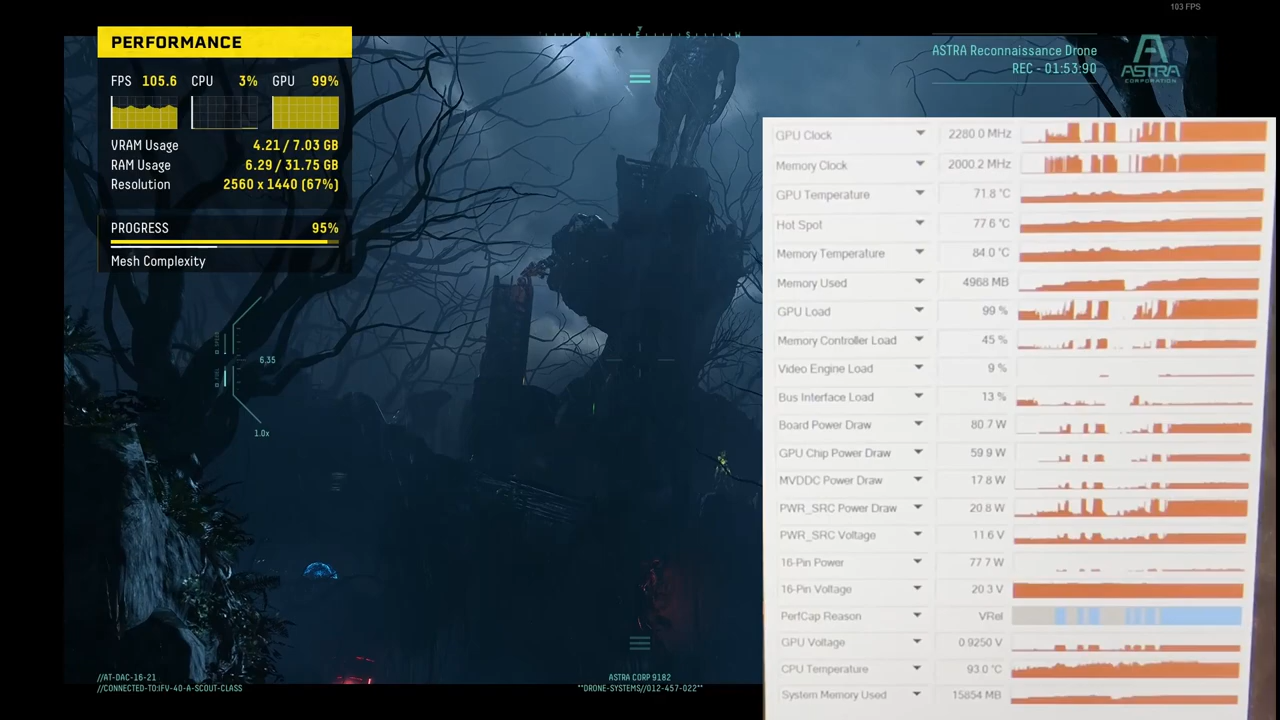 103 FPS
PERFORMANCE
FPS 105.6 CPU 3% GPU 99%
VRAM Usage 4.21 / 7.03 GB
RAM Usage 6.29 / 31.75 GB
Resolution 2560 x 1440 (67%)
PROGRESS 95%
Mesh Complexity
N E S W
ASTRA Reconnaissance Drone
REC - 01:53:90
ASTRA
CORPORATION
6,35
1.0x
//AT-DAC-16-21
//CONNECTED-TO:IFV-40-A-SCOUT-CLASS
ASTRA CORP 9182
**DRONE-SYSTEMS//012-457-022**
GPU Clock 2280.0 MHz
Memory Clock 2000.2 MHz
GPU Temperature 71.8 °C
Hot Spot 77.6 °C
Memory Temperature 84.0 °C
Memory Used 4968 MB
GPU Load 99 %
Memory Controller Load 45 %
Video Engine Load 9 %
Bus Interface Load 13 %
Board Power Draw 80.7 W
GPU Chip Power Draw 59.9 W
MVDDC Power Draw 17.8 W
PWR_SRC Power Draw 20.8 W
PWR_SRC Voltage 11.6 V
16-Pin Power 77.7 W
16-Pin Voltage 20.3 V
PerfCap Reason VRel
GPU Voltage 0.9250 V
CPU Temperature 93.0 °C
System Memory Used 15854 MB